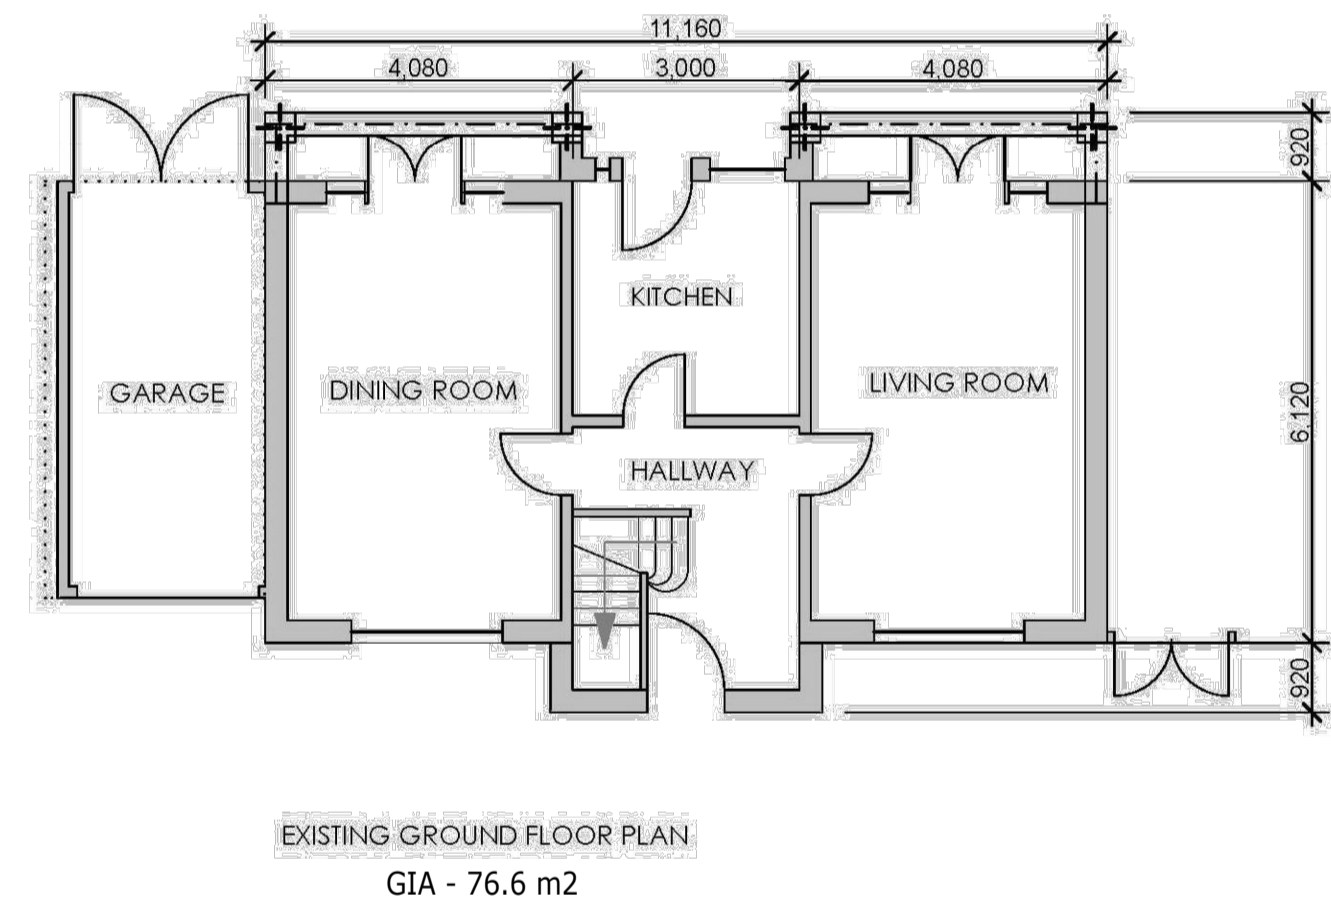 11,160
4,080
3,000
4,080
920
KITCHEN
GARAGE
DINING ROOM
LIVING ROOM
6,120
HALLWAY
920
EXISTING GROUND FLOOR PLAN
GIA - 76.6 m2